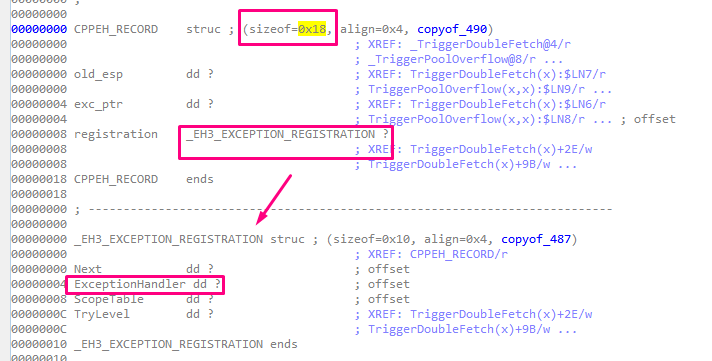 00000000 ;
00000000
00000000 CPPEH_RECORD struc ; (sizeof=0x18, align=0x4, copyof_490)
00000000 ; XREF: _TriggerDoubleFetch@4/r
00000000 ; _TriggerPoolOverflow@8/r ...
00000000 old_esp dd ? ; XREF: TriggerDoubleFetch(x):$LN7/r
00000000 ; TriggerPoolOverflow(x,x):$LN9/r ...
00000004 exc_ptr dd ? ; XREF: TriggerDoubleFetch(x):$LN6/r
00000004 ; TriggerPoolOverflow(x,x):$LN8/r ... ; offset
00000008 registration _EH3_EXCEPTION_REGISTRATION ?
00000008 ; XREF: TriggerDoubleFetch(x)+2E/w
00000008 ; TriggerDoubleFetch(x)+9B/w ...
00000018 CPPEH_RECORD ends
00000018
00000000 ; ---------------------------------------------------------------------------
00000000
00000000 _EH3_EXCEPTION_REGISTRATION struc ; (sizeof=0x10, align=0x4, copyof_487)
00000000 ; XREF: CPPEH_RECORD/r
00000000 Next dd ? ; offset
00000004 ExceptionHandler dd ? ; offset
00000008 ScopeTable dd ? ; offset
0000000C TryLevel dd ? ; XREF: TriggerDoubleFetch(x)+2E/w
0000000C ; TriggerDoubleFetch(x)+9B/w ...
00000010 _EH3_EXCEPTION_REGISTRATION ends
00000010